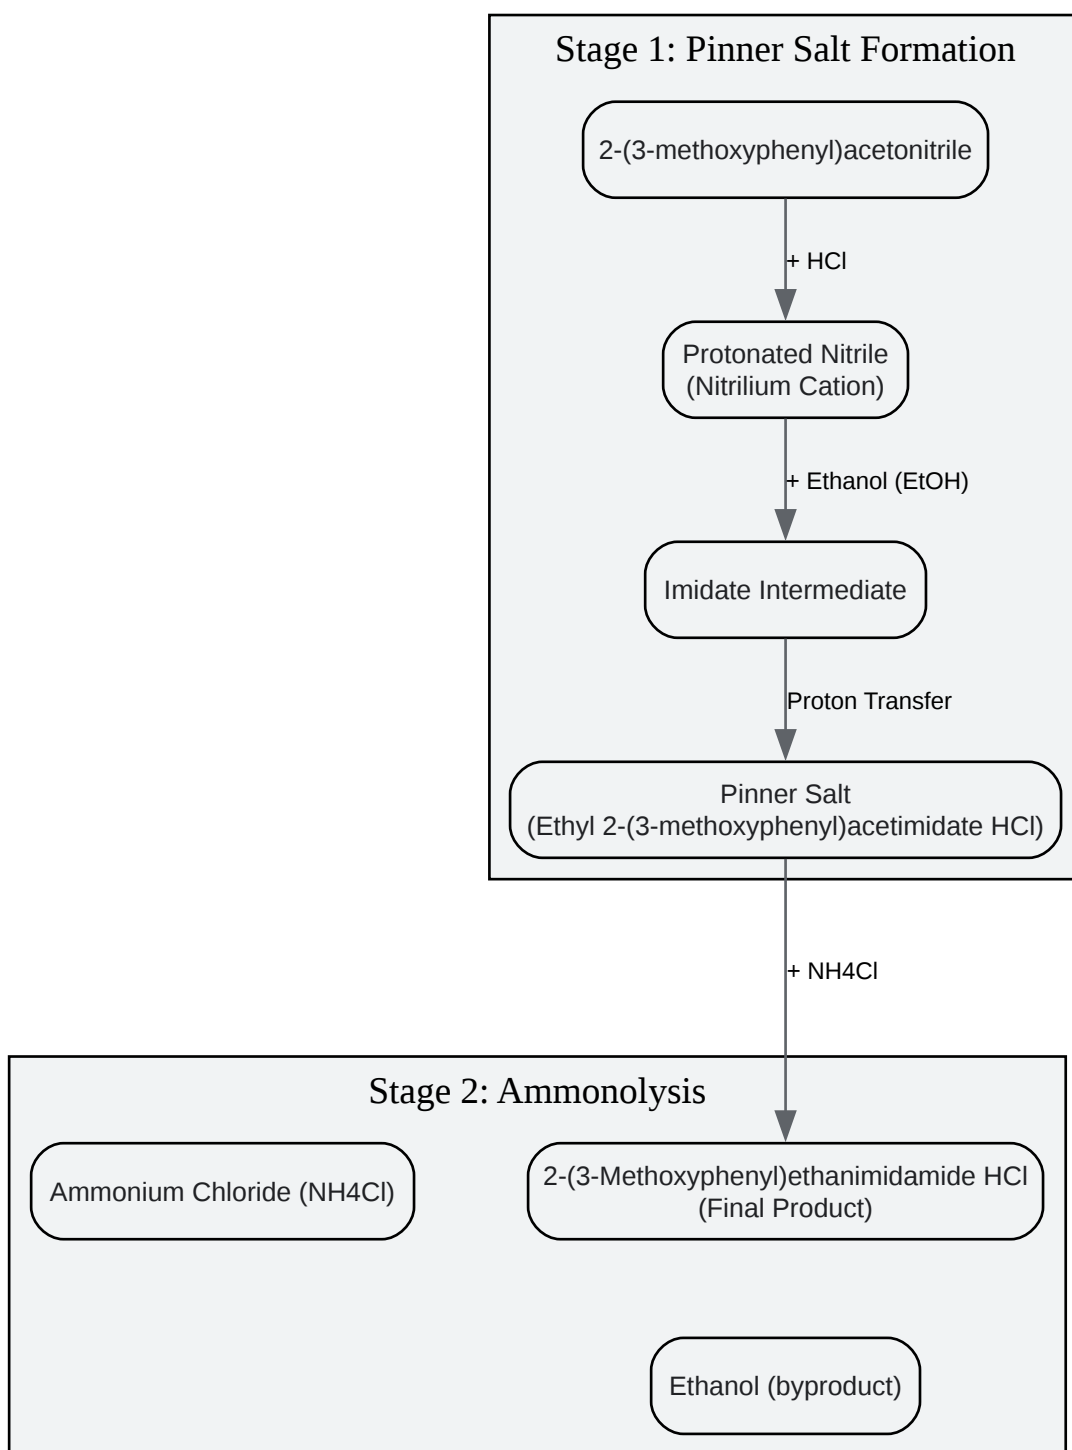 Stage 1: Pinner Salt Formation
2-(3-methoxyphenyl)acetonitrile
+ HCl
Protonated Nitrile
(Nitrilium Cation)
+ Ethanol (EtOH)
Imidate Intermediate
Proton Transfer
Pinner Salt
(Ethyl 2-(3-methoxyphenyl)acetimidate HCl)
+ NH4Cl
Stage 2: Ammonolysis
Ammonium Chloride (NH4Cl)
2-(3-Methoxyphenyl)ethanimidamide HCl
(Final Product)
Ethanol (byproduct)